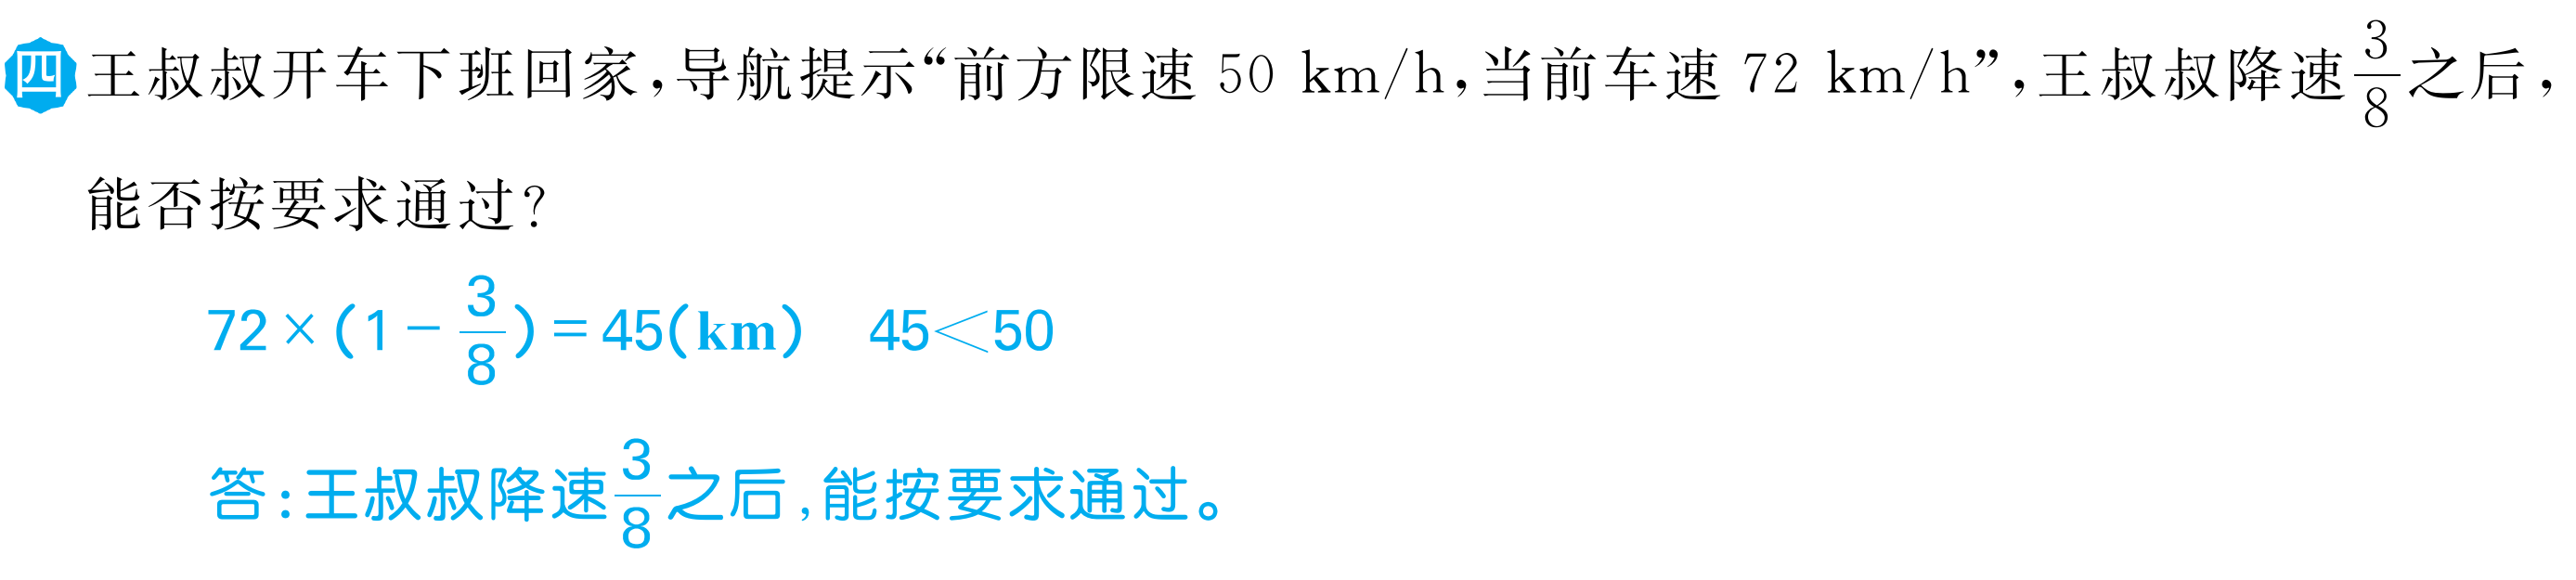 四 王叔叔开车下班回家,导航提示“前方限速 50 km/h,当前车速 72 km/h”,王叔叔降速3/8之后,
能否按要求通过?
72×(1-3/8)=45(km) 45<50
答:王叔叔降速3/8之后,能按要求通过。